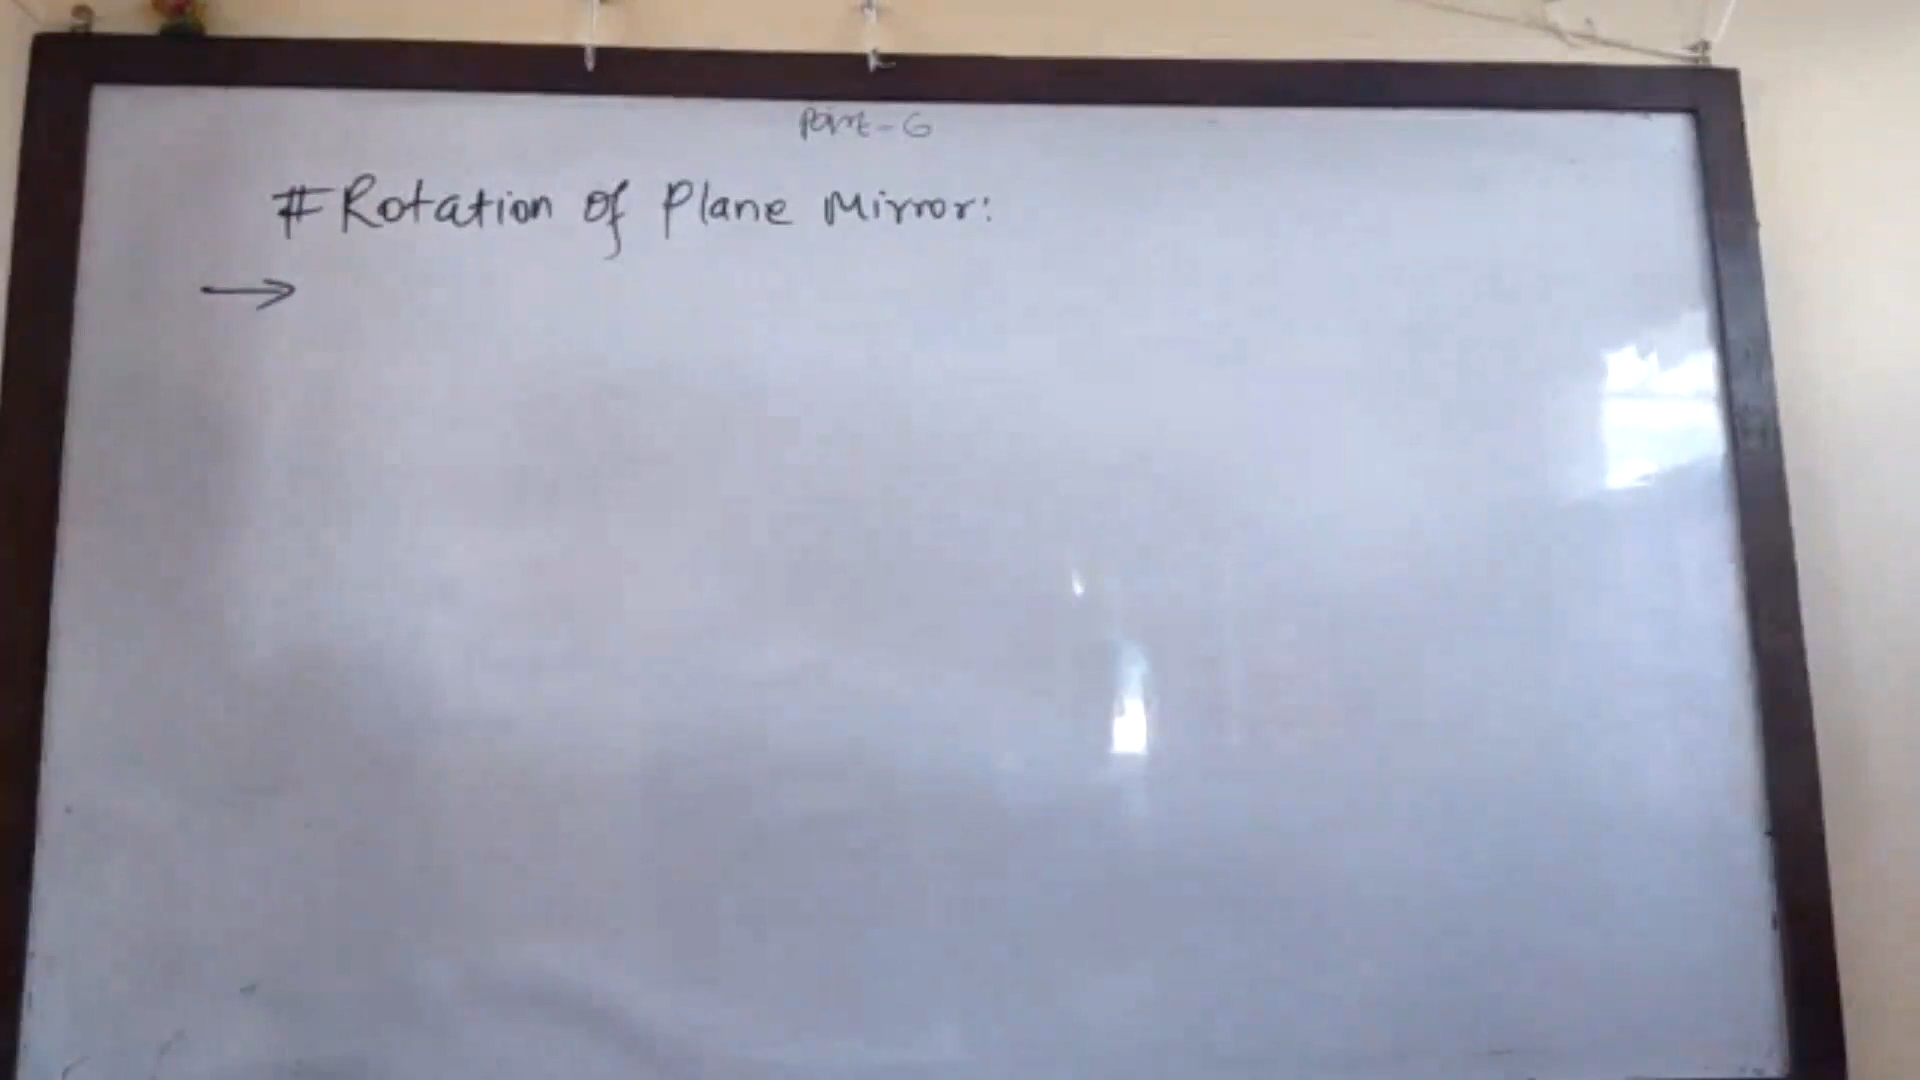 Part-6
#Rotation of Plane Mirror:
→